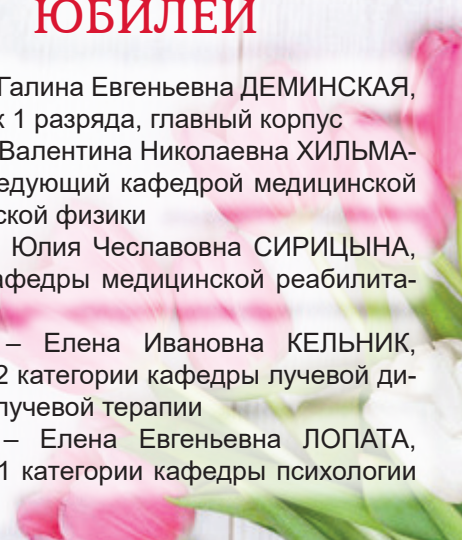 ЮБИЛЕИ
Галина Евгеньевна ДЕМИНСКАЯ,
х 1 разряда, главный корпус
Валентина Николаевна ХИЛЬМА-
едующий кафедрой медицинской
ской физики
Юлия Чеславовна СИРИЦЫНА,
афедры медицинской реабилита-
– Елена Ивановна КЕЛЬНИК,
2 категории кафедры лучевой ди-
лучевой терапии
– Елена Евгеньевна ЛОПАТА,
1 категории кафедры психологии